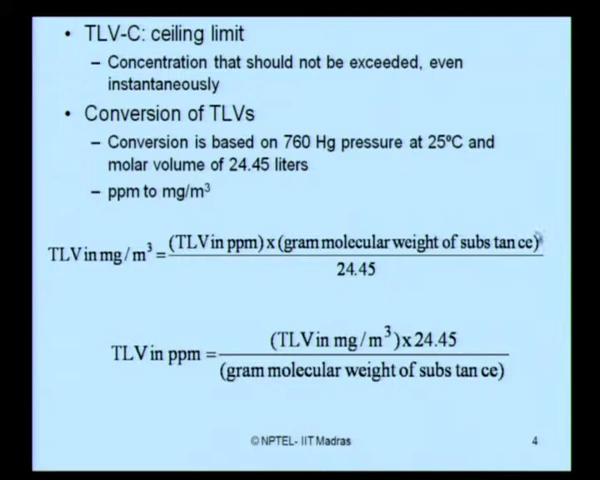 • TLV-C: ceiling limit
– Concentration that should not be exceeded, even
instantaneously
• Conversion of TLVs
– Conversion is based on 760 Hg pressure at 25ºC and
molar volume of 24.45 liters
– ppm to mg/m³
TLV in mg/m³ = (TLV in ppm) x (gram molecular weight of subs tan ce)
24.45
TLV in ppm = (TLV in mg/m³) x 24.45
(gram molecular weight of subs tan ce)
© NPTEL- IIT Madras 4